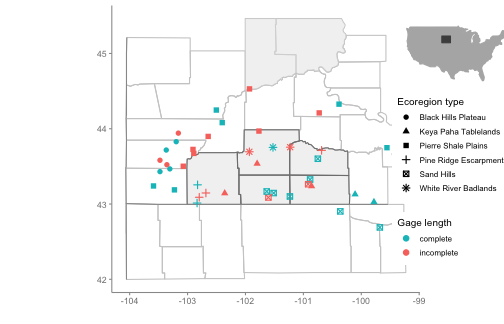 45
44
43
42
-104
-103
-102
-101
-100
-99
Ecoregion type
Black Hills Plateau
Keya Paha Tablelands
Pierre Shale Plains
Pine Ridge Escarpment
Sand Hills
White River Badlands
Gage length
complete
incomplete